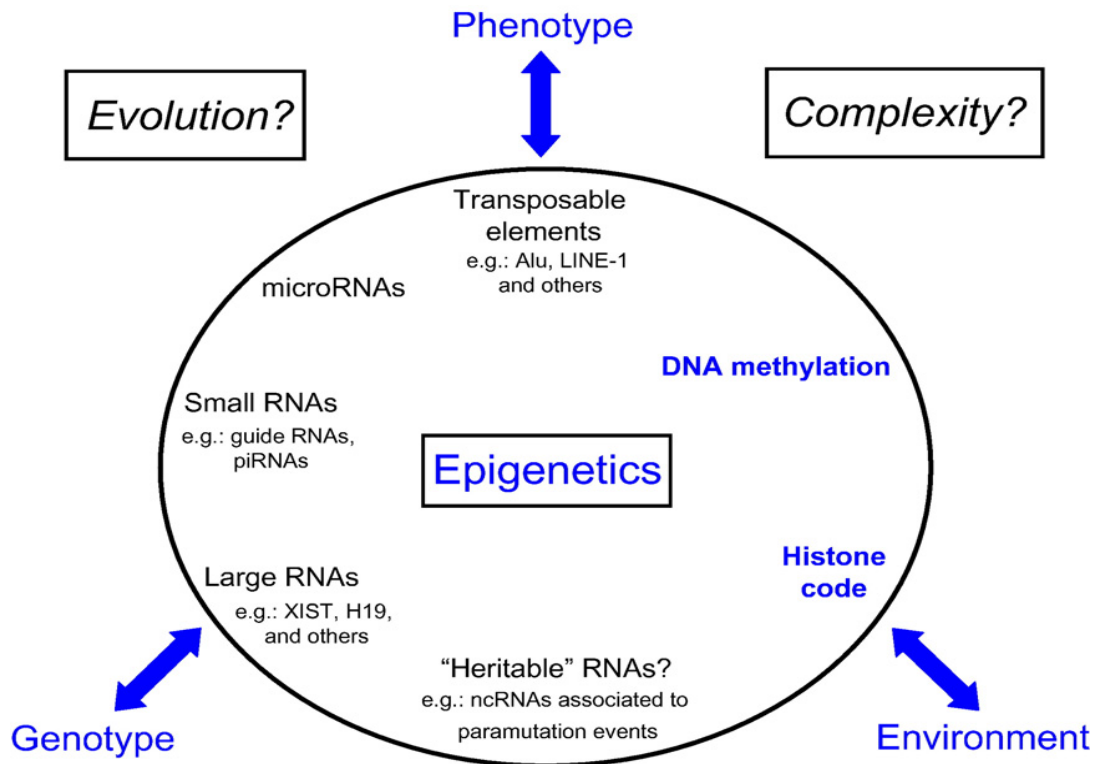 Phenotype
Evolution?
Complexity?
Transposable
elements
e.g.: Alu, LINE-1
and others
microRNAs
DNA methylation
Small RNAs
e.g.: guide RNAs,
piRNAs
Epigenetics
Histone
code
Large RNAs
e.g.: XIST, H19,
and others
“Heritable” RNAs?
e.g.: ncRNAs associated to
paramutation events
Genotype
Environment